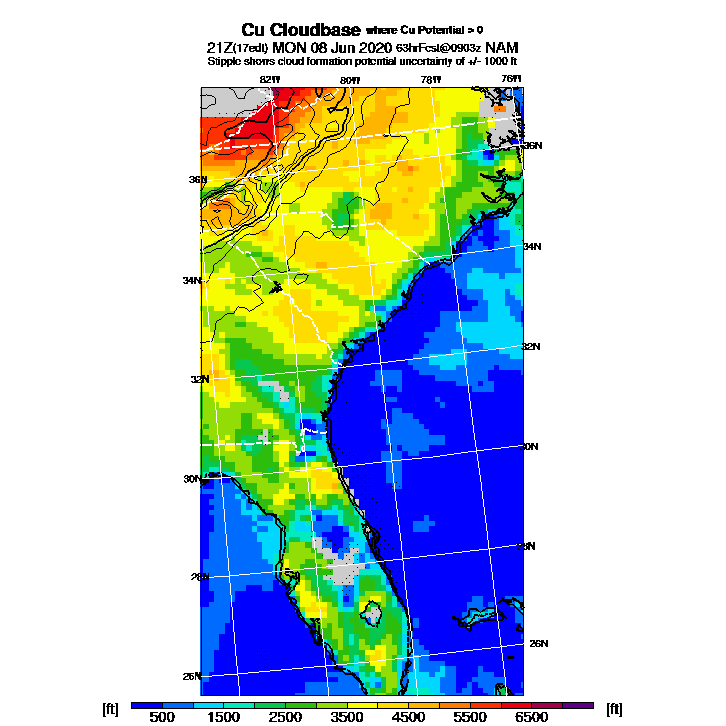 Cu Cloudbase where Cu Potential > 0
21Z(17edt) MON 08 Jun 2020 63hrFcst@0903z NAM
Stipple shows cloud formation potential uncertainty of +/- 1000 ft
82W 80W 78W 76W
36N
36N
34N
34N
32N
32N
30N
30N
28N
28N
26N
26N
[ft] 500 1500 2500 3500 4500 5500 6500 [ft]